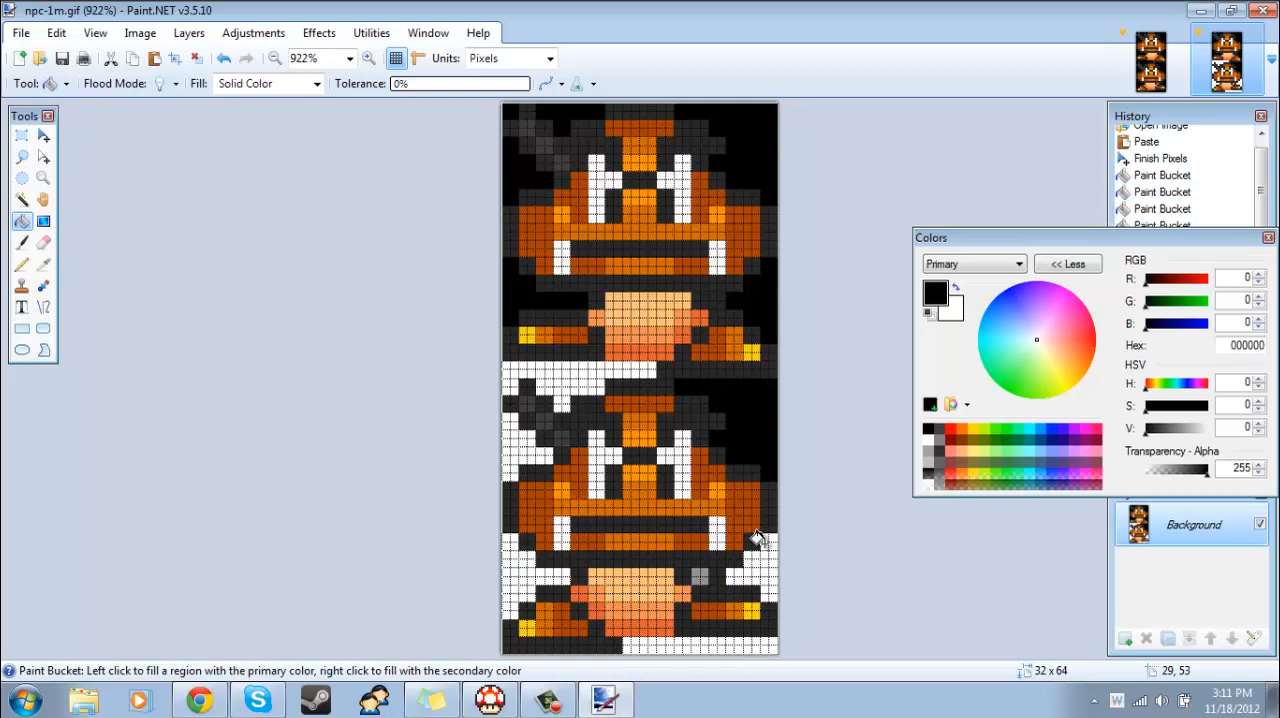 npc-1m.gif (922%) - Paint.NET v3.5.10
File Edit View Image Layers Adjustments Effects Utilities Window Help
922% Units: Pixels
Tool: Flood Mode: Fill: Solid Color Tolerance: 0%
Tools
History
Open Image
Paste
Finish Pixels
Paint Bucket
Paint Bucket
Paint Bucket
Paint Bucket
Colors
Primary << Less
RGB
R: 0
G: 0
B: 0
Hex: 000000
HSV
H: 0
S: 0
V: 0
Transparency - Alpha
255
Background
Paint Bucket: Left click to fill a region with the primary color, right click to fill with the secondary color
32 x 64
29, 53
3:11 PM
11/18/2012